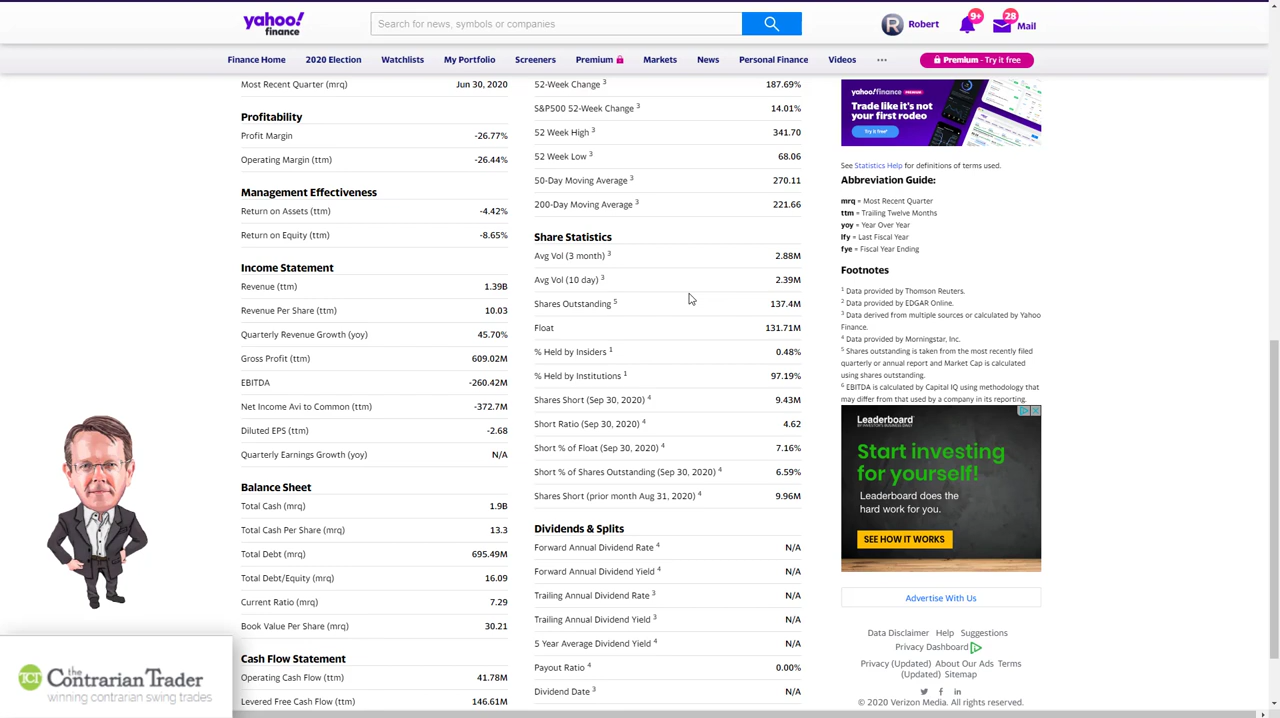 yahoo!
finance
Search for news, symbols or companies
R
Robert
9+
28
Mail
Finance Home
2020 Election
Watchlists
My Portfolio
Screeners
Premium
Markets
News
Personal Finance
Videos
...
Premium - Try it free
Most Recent Quarter (mrq) Jun 30, 2020
Profitability
Profit Margin -26.77%
Operating Margin (ttm) -26.44%
Management Effectiveness
Return on Assets (ttm) -4.42%
Return on Equity (ttm) -8.65%
Income Statement
Revenue (ttm) 1.39B
Revenue Per Share (ttm) 10.03
Quarterly Revenue Growth (yoy) 45.70%
Gross Profit (ttm) 609.02M
EBITDA -260.42M
Net Income Avi to Common (ttm) -372.7M
Diluted EPS (ttm) -2.68
Quarterly Earnings Growth (yoy) N/A
Balance Sheet
Total Cash (mrq) 1.9B
Total Cash Per Share (mrq) 13.3
Total Debt (mrq) 695.49M
Total Debt/Equity (mrq) 16.09
Current Ratio (mrq) 7.29
Book Value Per Share (mrq) 30.21
Cash Flow Statement
Operating Cash Flow (ttm) 41.78M
Levered Free Cash Flow (ttm) 146.61M
52-Week Change 3 187.69%
S&P500 52-Week Change 3 14.01%
52 Week High 3 341.70
52 Week Low 3 68.06
50-Day Moving Average 3 270.11
200-Day Moving Average 3 221.66
Share Statistics
Avg Vol (3 month) 3 2.88M
Avg Vol (10 day) 3 2.39M
Shares Outstanding 5 137.4M
Float 131.71M
% Held by Insiders 1 0.48%
% Held by Institutions 1 97.19%
Shares Short (Sep 30, 2020) 4 9.43M
Short Ratio (Sep 30, 2020) 4 4.62
Short % of Float (Sep 30, 2020) 4 7.16%
Short % of Shares Outstanding (Sep 30, 2020) 4 6.59%
Shares Short (prior month Aug 31, 2020) 4 9.96M
Dividends & Splits
Forward Annual Dividend Rate 4 N/A
Forward Annual Dividend Yield 4 N/A
Trailing Annual Dividend Rate 3 N/A
Trailing Annual Dividend Yield 3 N/A
5 Year Average Dividend Yield 4 N/A
Payout Ratio 4 0.00%
Dividend Date 3 N/A
yahoo!finance PREMIUM
Trade like it's not
your first rodeo
Try it free
See Statistics Help for definitions of terms used.
Abbreviation Guide:
mrq = Most Recent Quarter
ttm = Trailing Twelve Months
yoy = Year Over Year
lfy = Last Fiscal Year
fye = Fiscal Year Ending
Footnotes
1 Data provided by Thomson Reuters.
2 Data provided by EDGAR Online.
3 Data derived from multiple sources or calculated by Yahoo
Finance.
4 Data provided by Morningstar, Inc.
5 Shares outstanding is taken from the most recently filed
quarterly or annual report and Market Cap is calculated
using shares outstanding.
6 EBITDA is calculated by Capital IQ using methodology that
may differ from that used by a company in its reporting.
Leaderboard
BY INVESTOR'S BUSINESS DAILY
Start investing
for yourself!
Leaderboard does the
hard work for you.
SEE HOW IT WORKS
Advertise With Us
Data Disclaimer Help Suggestions
Privacy Dashboard
Privacy (Updated) About Our Ads Terms
(Updated) Sitemap
© 2020 Verizon Media. All rights reserved.
TCT the
Contrarian Trader
winning contrarian swing trades